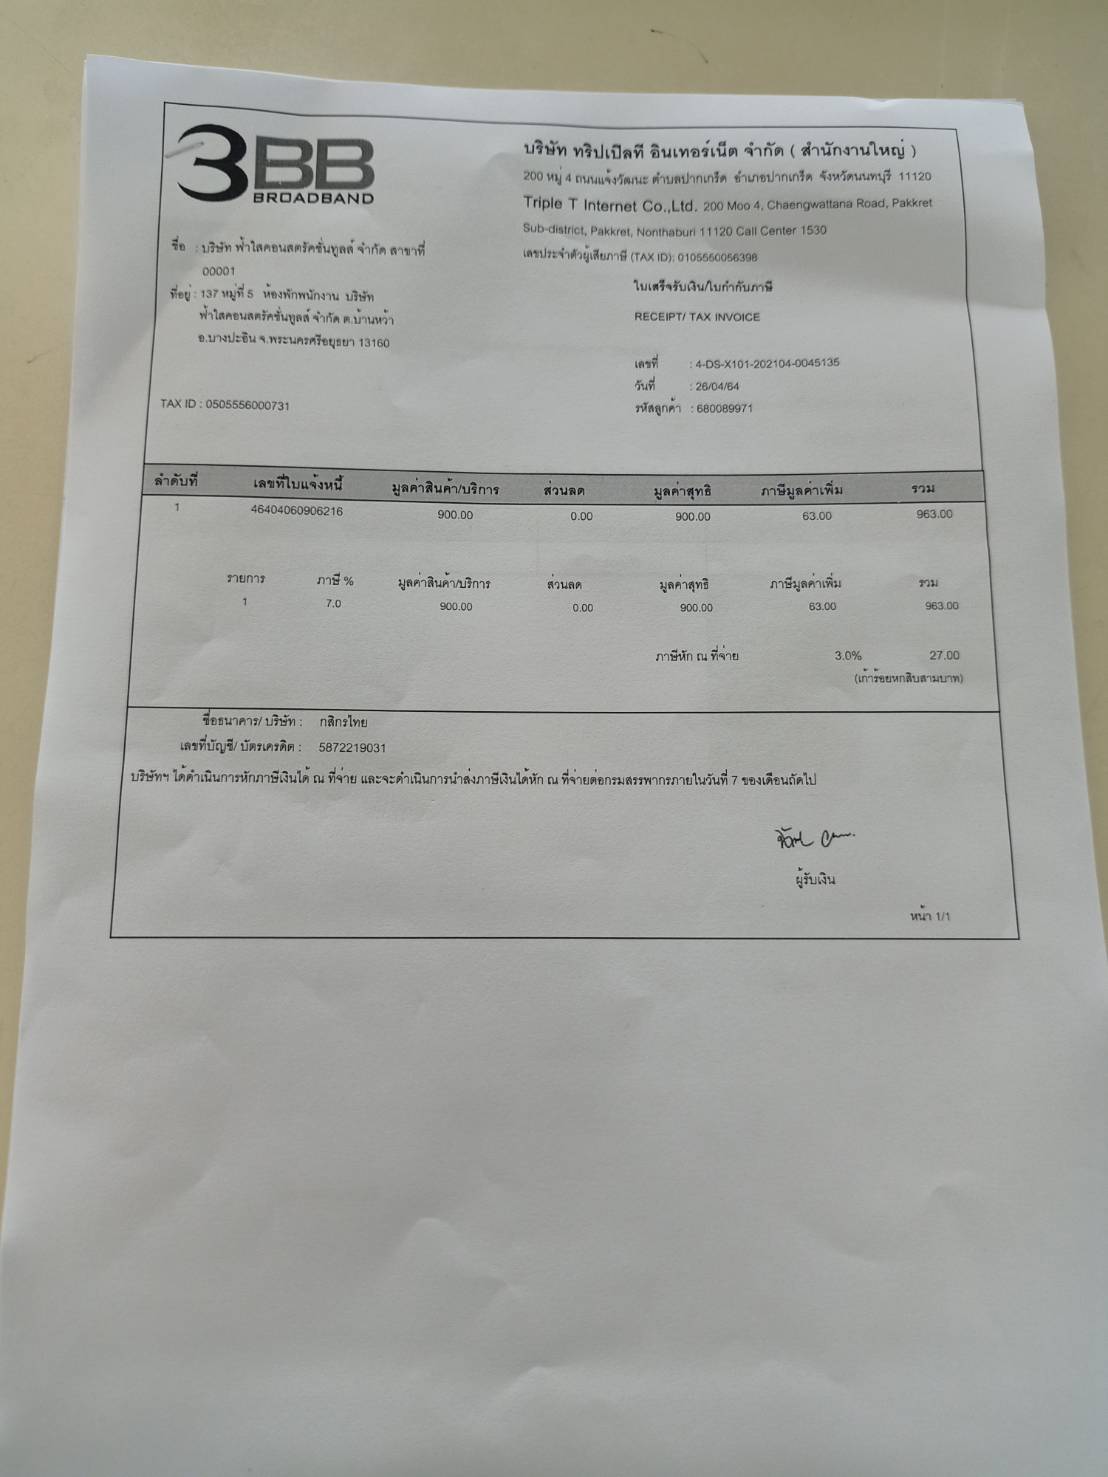 3BB
BROADBAND
บริษัท ทริปเปิลที อินเทอร์เน็ต จำกัด ( สำนักงานใหญ่ )
200 หมู่ 4 ถนนแจ้งวัฒนะ ตำบลปากเกร็ด อำเภอปากเกร็ด จังหวัดนนทบุรี 11120
Triple T Internet Co.,Ltd. 200 Moo 4, Chaengwattana Road, Pakkret
Sub-district, Pakkret, Nonthaburi 11120 Call Center 1530
เลขประจำตัวผู้เสียภาษี (TAX ID): 0105550056398
ชื่อ : บริษัท ฟ้าใสคอนสตรัคชั่นทูลส์ จำกัด สาขาที่
00001
ที่อยู่ : 137 หมู่ที่ 5 ห้องพักพนักงาน บริษัท
ฟ้าใสคอนสตรัคชั่นทูลส์ จำกัด ต.บ้านหว้า
อ.บางปะอิน จ.พระนครศรีอยุธยา 13160
TAX ID : 0505556000731
ใบเสร็จรับเงิน/ใบกำกับภาษี
RECEIPT/ TAX INVOICE
เลขที่ : 4-DS-X101-202104-0045135
วันที่ : 26/04/64
รหัสลูกค้า : 680089971
ลำดับที่ เลขที่ใบแจ้งหนี้ มูลค่าสินค้า/บริการ ส่วนลด มูลค่าสุทธิ ภาษีมูลค่าเพิ่ม รวม
1 46404060906216 900.00 0.00 900.00 63.00 963.00
รายการ ภาษี % มูลค่าสินค้า/บริการ ส่วนลด มูลค่าสุทธิ ภาษีมูลค่าเพิ่ม รวม
1 7.0 900.00 0.00 900.00 63.00 963.00
ภาษีหัก ณ ที่จ่าย 3.0% 27.00
(เก้าร้อยหกสิบสามบาท)
ชื่อธนาคาร/ บริษัท : กสิกรไทย
เลขที่บัญชี/ บัตรเครดิต : 5872219031
บริษัทฯ ได้ดำเนินการหักภาษีเงินได้ ณ ที่จ่าย และจะดำเนินการนำส่งภาษีเงินได้หัก ณ ที่จ่ายต่อกรมสรรพากรภายในวันที่ 7 ของเดือนถัดไป
ผู้รับเงิน
หน้า 1/1